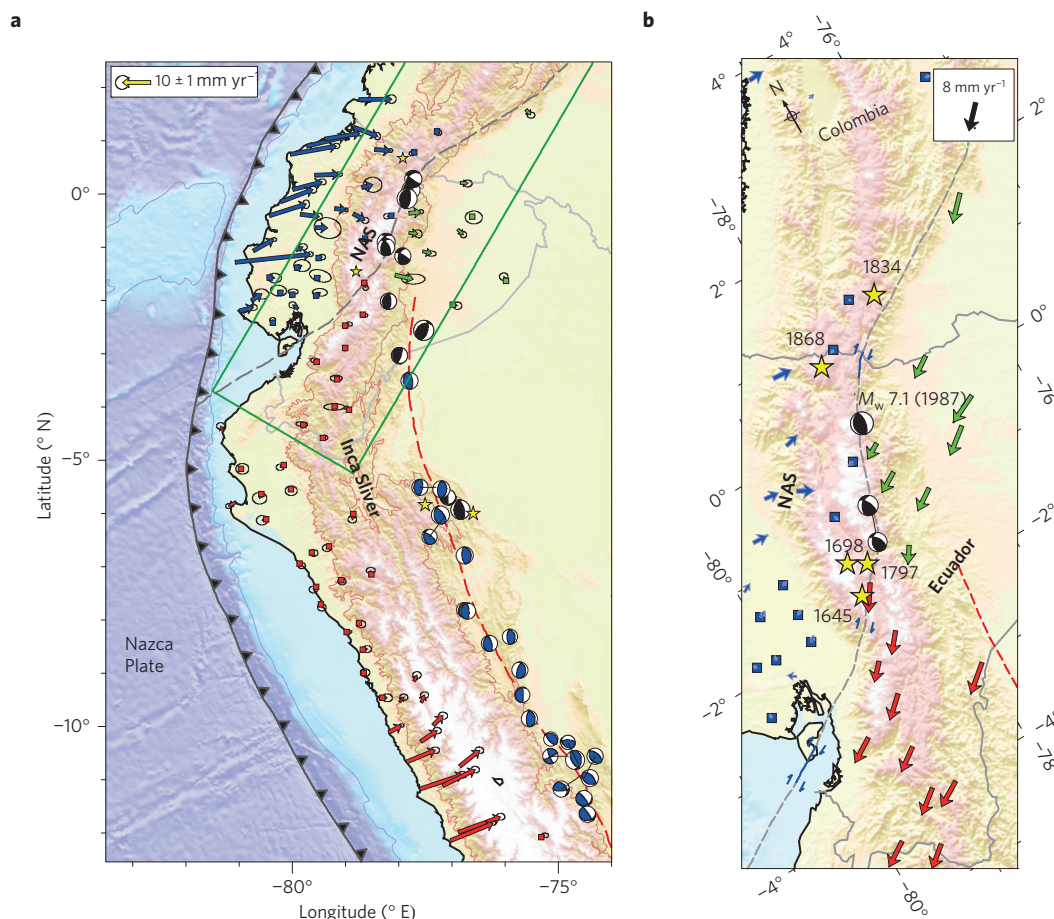 a
10 ± 1 mm yr⁻¹
0°
−5°
−10°
Latitude (° N)
NAS
Inca Sliver
Nazca
Plate
−80°
−75°
Longitude (° E)
b
−76°
4°
4°
N
Colombia
8 mm yr⁻¹
2°
−78°
1834
2°
0°
1868
−76
Mw 7.1 (1987)
NAS
0°
−2°
1698
1797
Ecuador
−80°
1645
−2°
−4°
−78
−4°
−80°